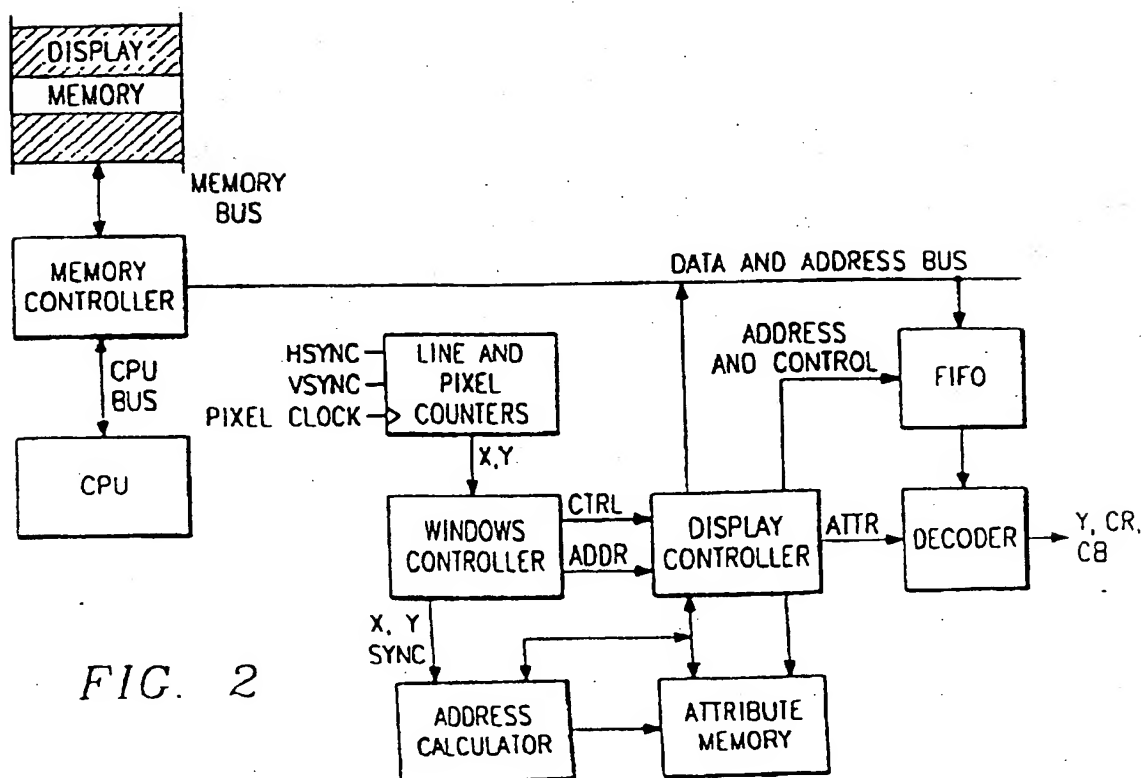 DISPLAY
MEMORY
MEMORY
BUS
MEMORY
CONTROLLER
DATA AND ADDRESS BUS
CPU
BUS
HSYNC
VSYNC
PIXEL CLOCK
LINE AND
PIXEL
COUNTERS
ADDRESS
AND CONTROL
FIFO
CPU
X,Y
WINDOWS
CONTROLLER
CTRL
ADDR
DISPLAY
CONTROLLER
ATTR
DECODER
Y, CR,
CB
X, Y
SYNC
FIG. 2
ADDRESS
CALCULATOR
ATTRIBUTE
MEMORY